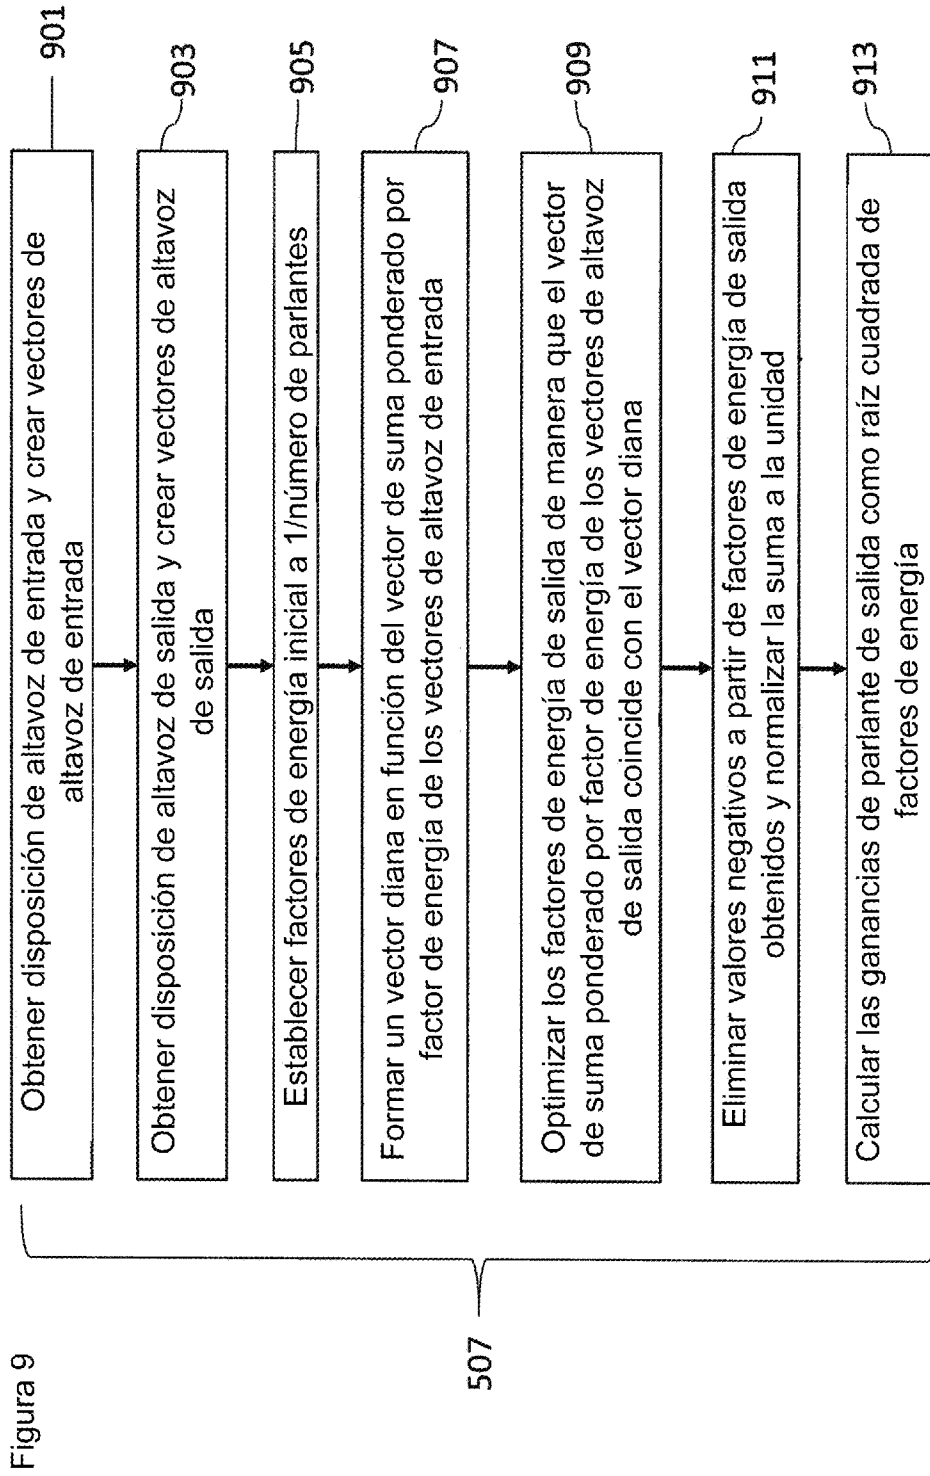 Figura 9
507
Obtener disposición de altavoz de entrada y crear vectores de
altavoz de entrada
901
Obtener disposición de altavoz de salida y crear vectores de altavoz
de salida
903
Establecer factores de energía inicial a 1/número de parlantes
905
Formar un vector diana en función del vector de suma ponderado por
factor de energía de los vectores de altavoz de entrada
907
Optimizar los factores de energía de salida de manera que el vector
de suma ponderado por factor de energía de los vectores de altavoz
de salida coincide con el vector diana
909
Eliminar valores negativos a partir de factores de energía de salida
obtenidos y normalizar la suma a la unidad
911
Calcular las ganancias de parlante de salida como raíz cuadrada de
factores de energía
913